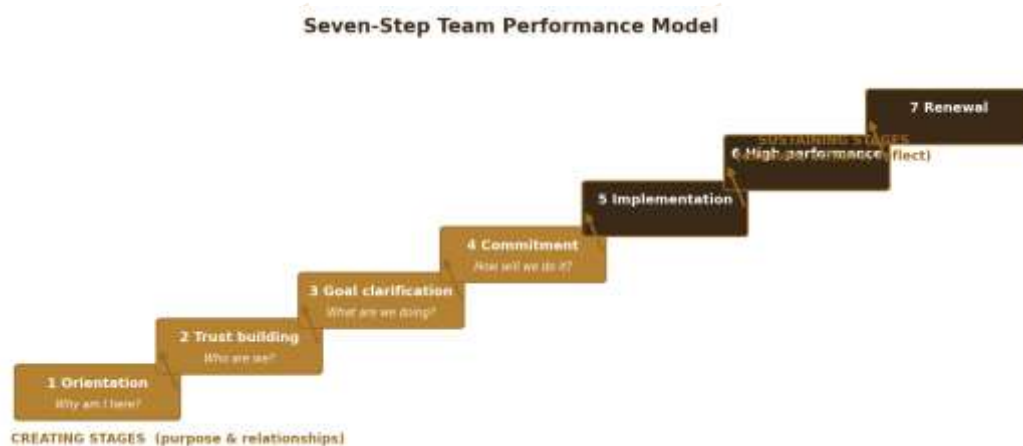 Seven-Step Team Performance Model
7 Renewal
SUSTAINING STAGES
6 High performance
5 Implementation
4 Commitment
How will we do it?
3 Goal clarification
What are we doing?
2 Trust building
Who are we?
1 Orientation
Why am I here?
CREATING STAGES (purpose & relationships)